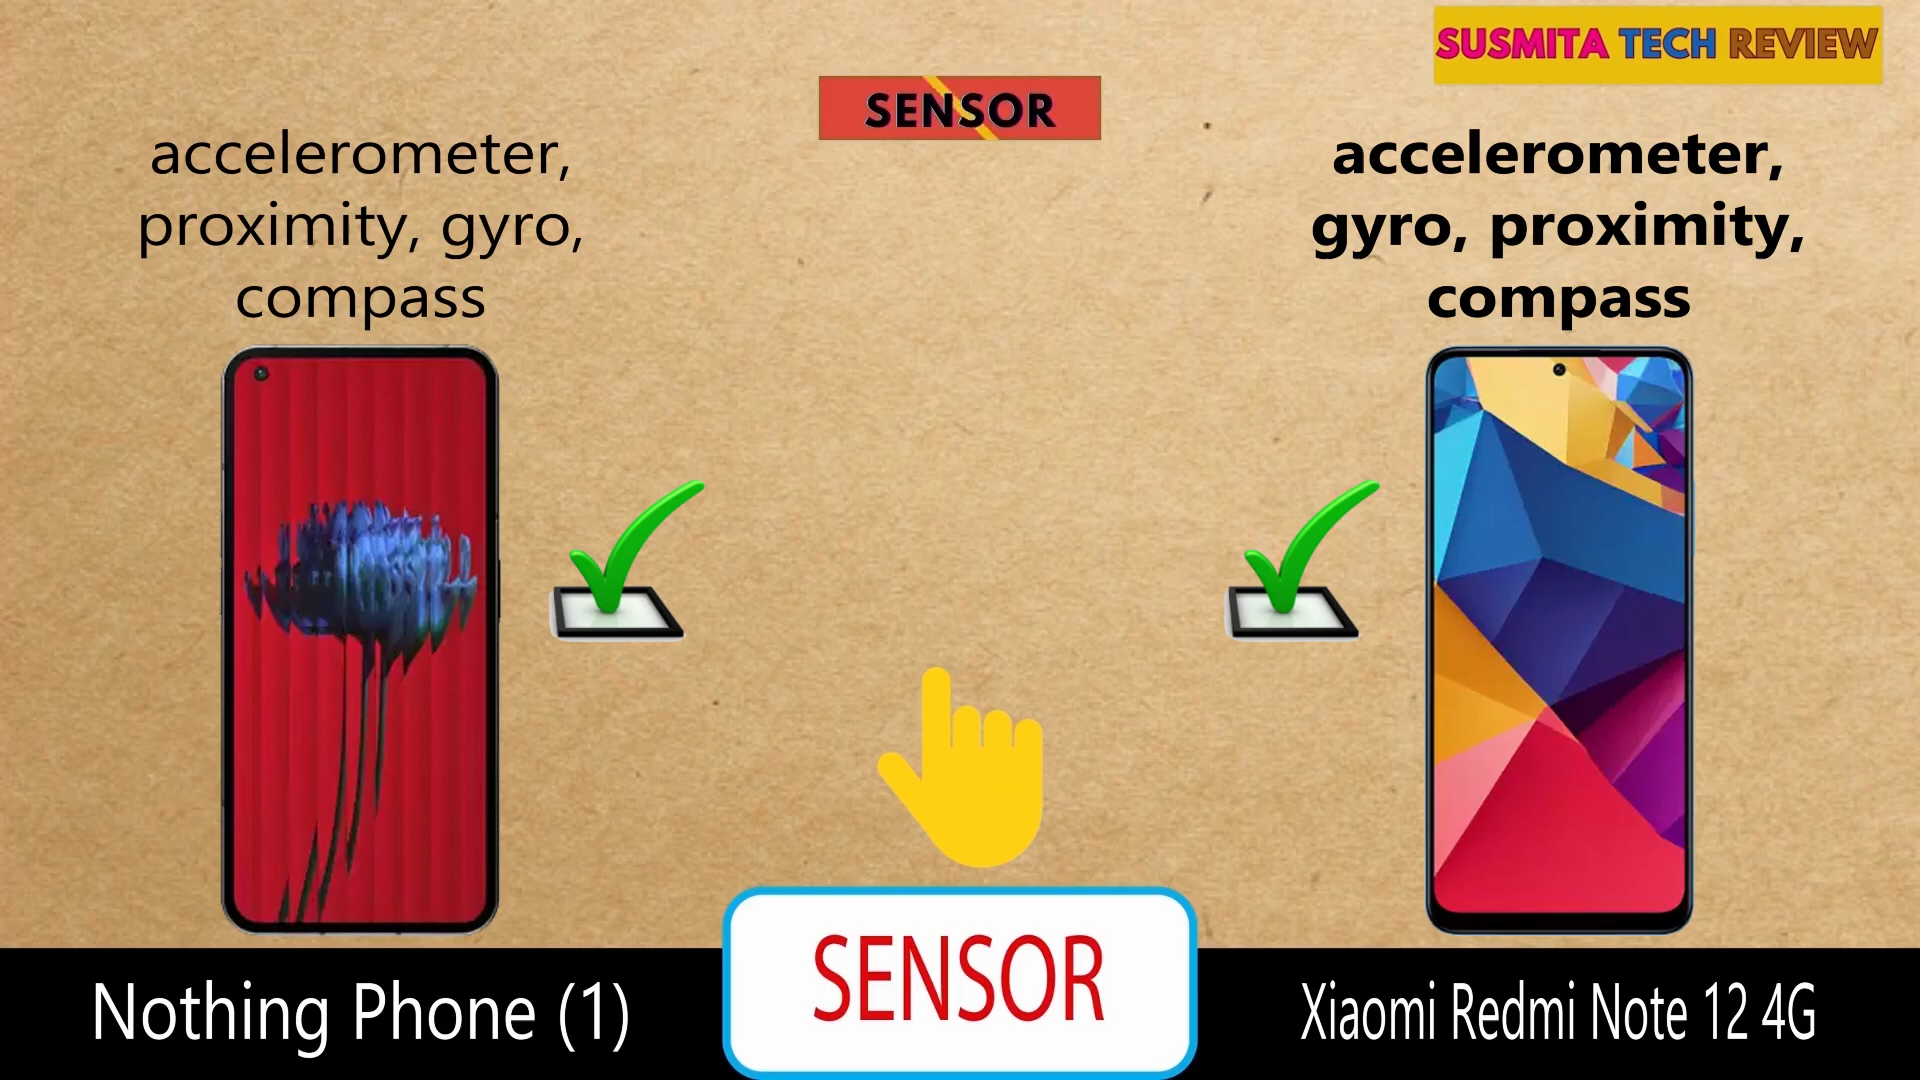 SUSMITA TECH REVIEW
SENSOR
accelerometer,
proximity, gyro,
compass
accelerometer,
gyro, proximity,
compass
Nothing Phone (1)
SENSOR
Xiaomi Redmi Note 12 4G